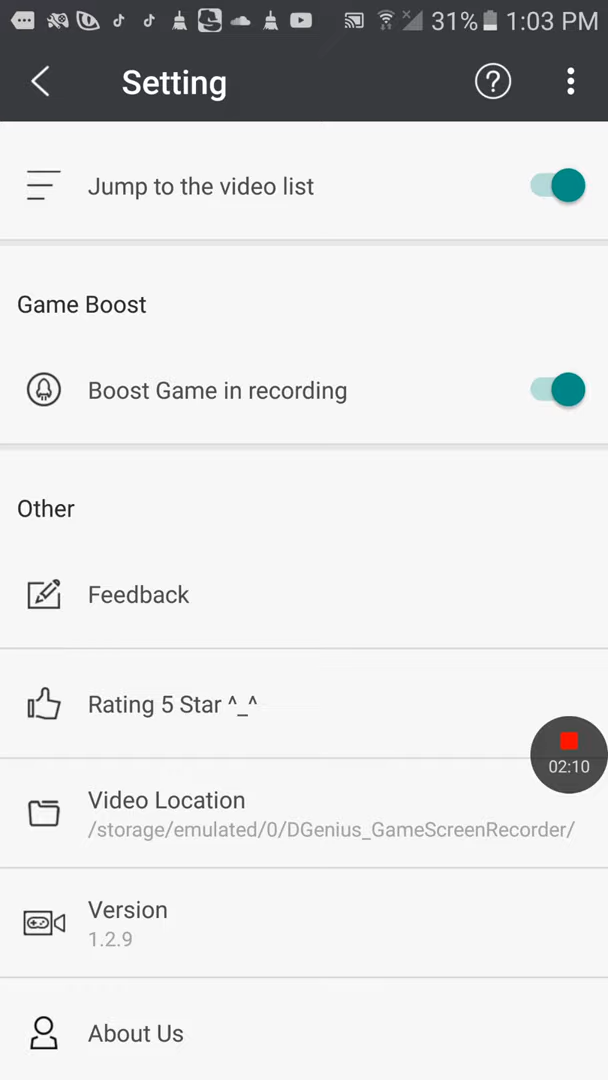 31% 1:03 PM
Setting
Jump to the video list
Game Boost
Boost Game in recording
Other
Feedback
Rating 5 Star ^_^
02:10
Video Location
/storage/emulated/0/DGenius_GameScreenRecorder/
Version
1.2.9
About Us